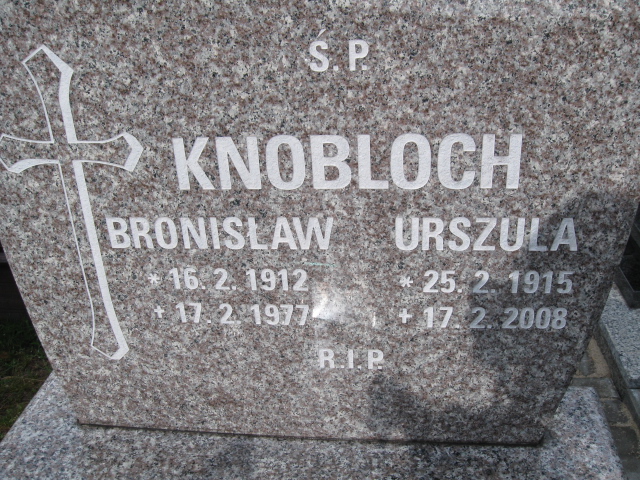 Ś.P.
KNOBLOCH
BRONISLAW URSZULA
* 16. 2. 1912 * 25. 2. 1915
+ 17. 2. 1977 + 17. 2. 2008
R.I.P.